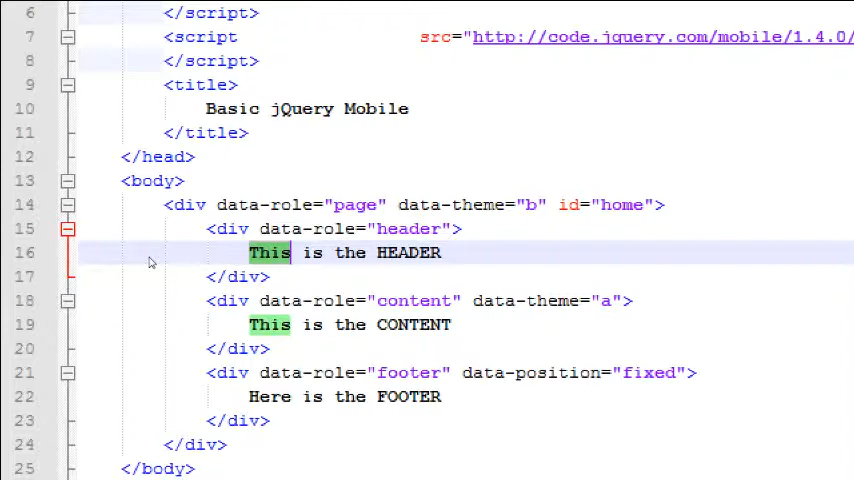 6 </script>
7 <script src="http://code.jquery.com/mobile/1.4.0/
8 </script>
9 <title>
10 Basic jQuery Mobile
11 </title>
12 </head>
13 <body>
14 <div data-role="page" data-theme="b" id="home">
15 <div data-role="header">
16 This is the HEADER
17 </div>
18 <div data-role="content" data-theme="a">
19 This is the CONTENT
20 </div>
21 <div data-role="footer" data-position="fixed">
22 Here is the FOOTER
23 </div>
24 </div>
25 </body>